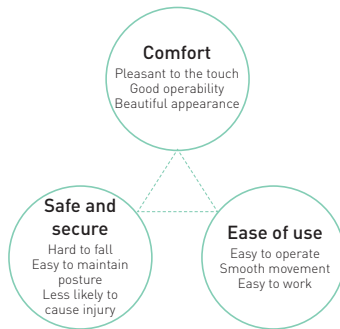 Comfort
Pleasant to the touch
Good operability
Beautiful appearance
Safe and
secure
Hard to fall
Easy to maintain
posture
Less likely to
cause injury
Ease of use
Easy to operate
Smooth movement
Easy to work